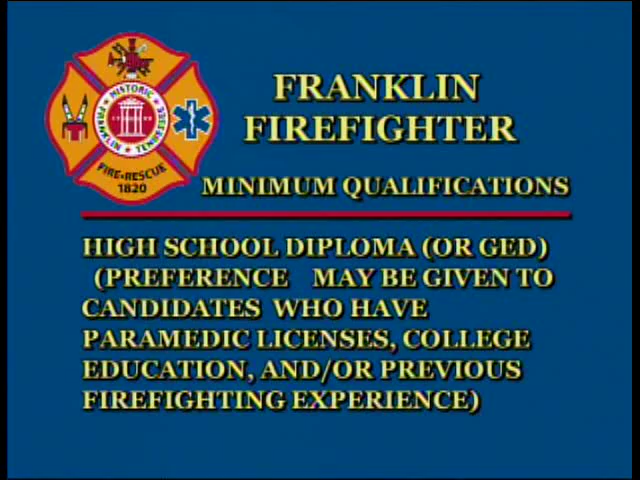 HISTORIC
FRANKLIN
TENNESSEE
FIRE-RESCUE
1820
FRANKLIN
FIREFIGHTER
MINIMUM QUALIFICATIONS
HIGH SCHOOL DIPLOMA (OR GED)
(PREFERENCE MAY BE GIVEN TO
CANDIDATES WHO HAVE
PARAMEDIC LICENSES, COLLEGE
EDUCATION, AND/OR PREVIOUS
FIREFIGHTING EXPERIENCE)